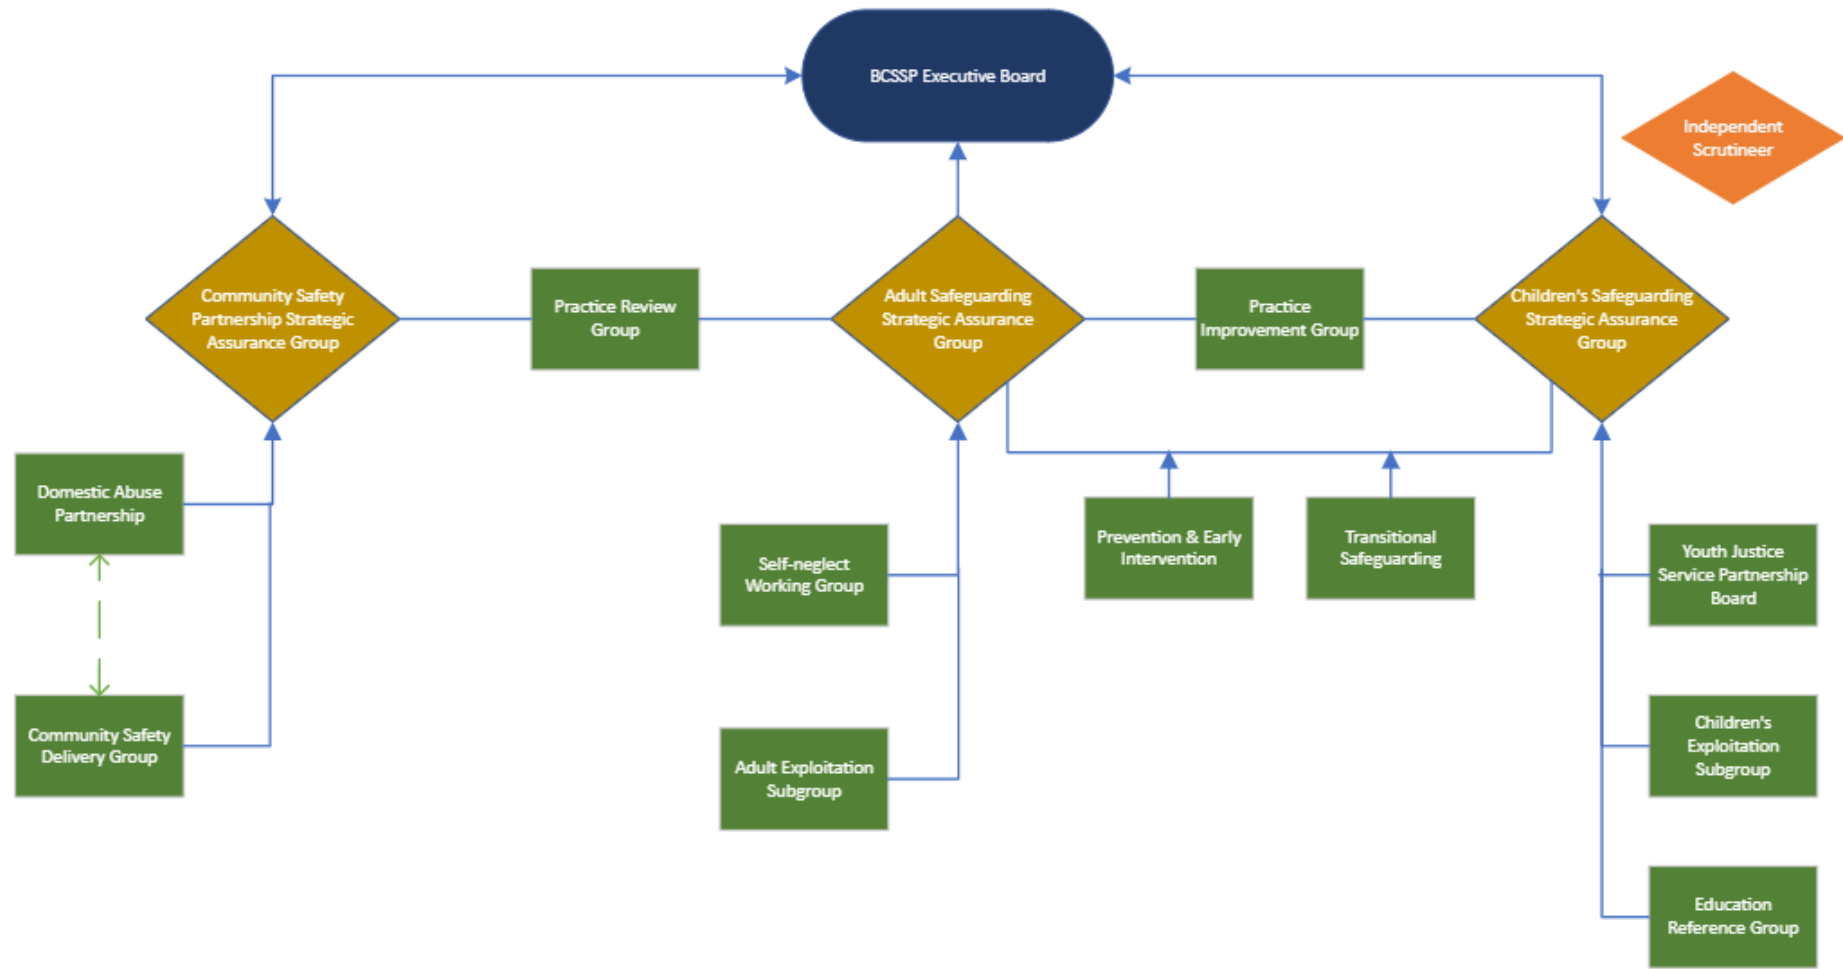 BCSSP Executive Board
Independent
Scrutineer
Community Safety
Partnership Strategic
Assurance Group
Practice Review
Group
Adult Safeguarding
Strategic Assurance
Group
Practice
Improvement Group
Children's Safeguarding
Strategic Assurance
Group
Domestic Abuse
Partnership
Self-neglect
Working Group
Prevention & Early
Intervention
Transitional
Safeguarding
Youth Justice
Service Partnership
Board
Community Safety
Delivery Group
Adult Exploitation
Subgroup
Children's
Exploitation
Subgroup
Education
Reference Group